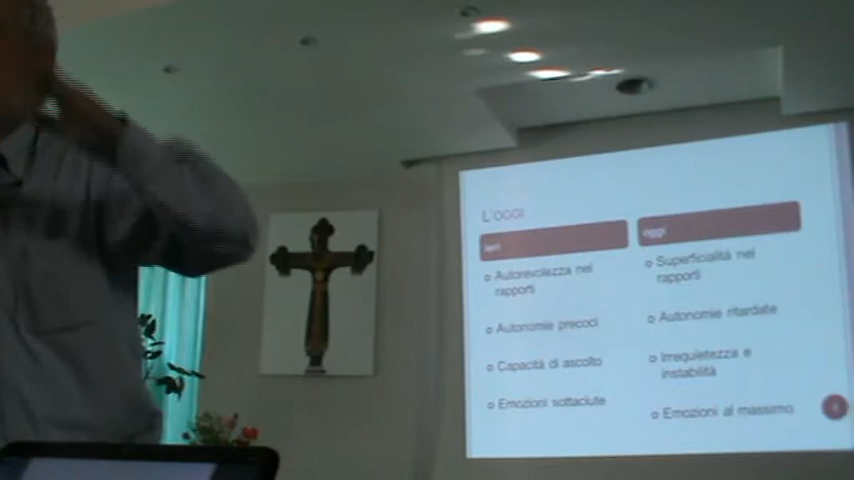 L'OGGI
ieri
oggi
Autorevolezza nei
rapporti
Superficialità nei
rapporti
Autonomie precoci
Autonomie ritardate
Capacità di ascolto
Irrequietezza e
instabilità
Emozioni sottaciute
Emozioni al massimo